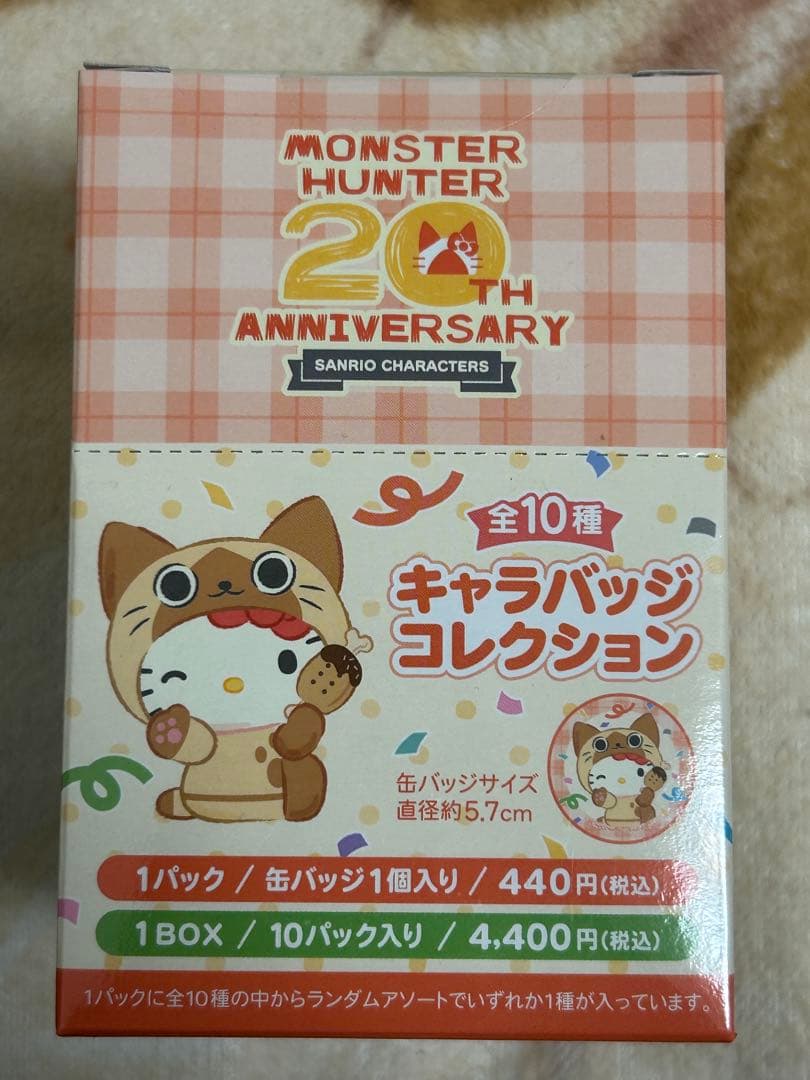 MONSTER
HUNTER
20TH
ANNIVERSARY
SANRIO CHARACTERS
全10種
キャラバッジ
コレクション
缶バッジサイズ
直径約5.7cm
1パック / 缶バッジ1個入り / 440円(税込)
1BOX / 10パック入り / 4,400円(税込)
1パックに全10種の中からランダムアソートでいずれか1種が入っています。